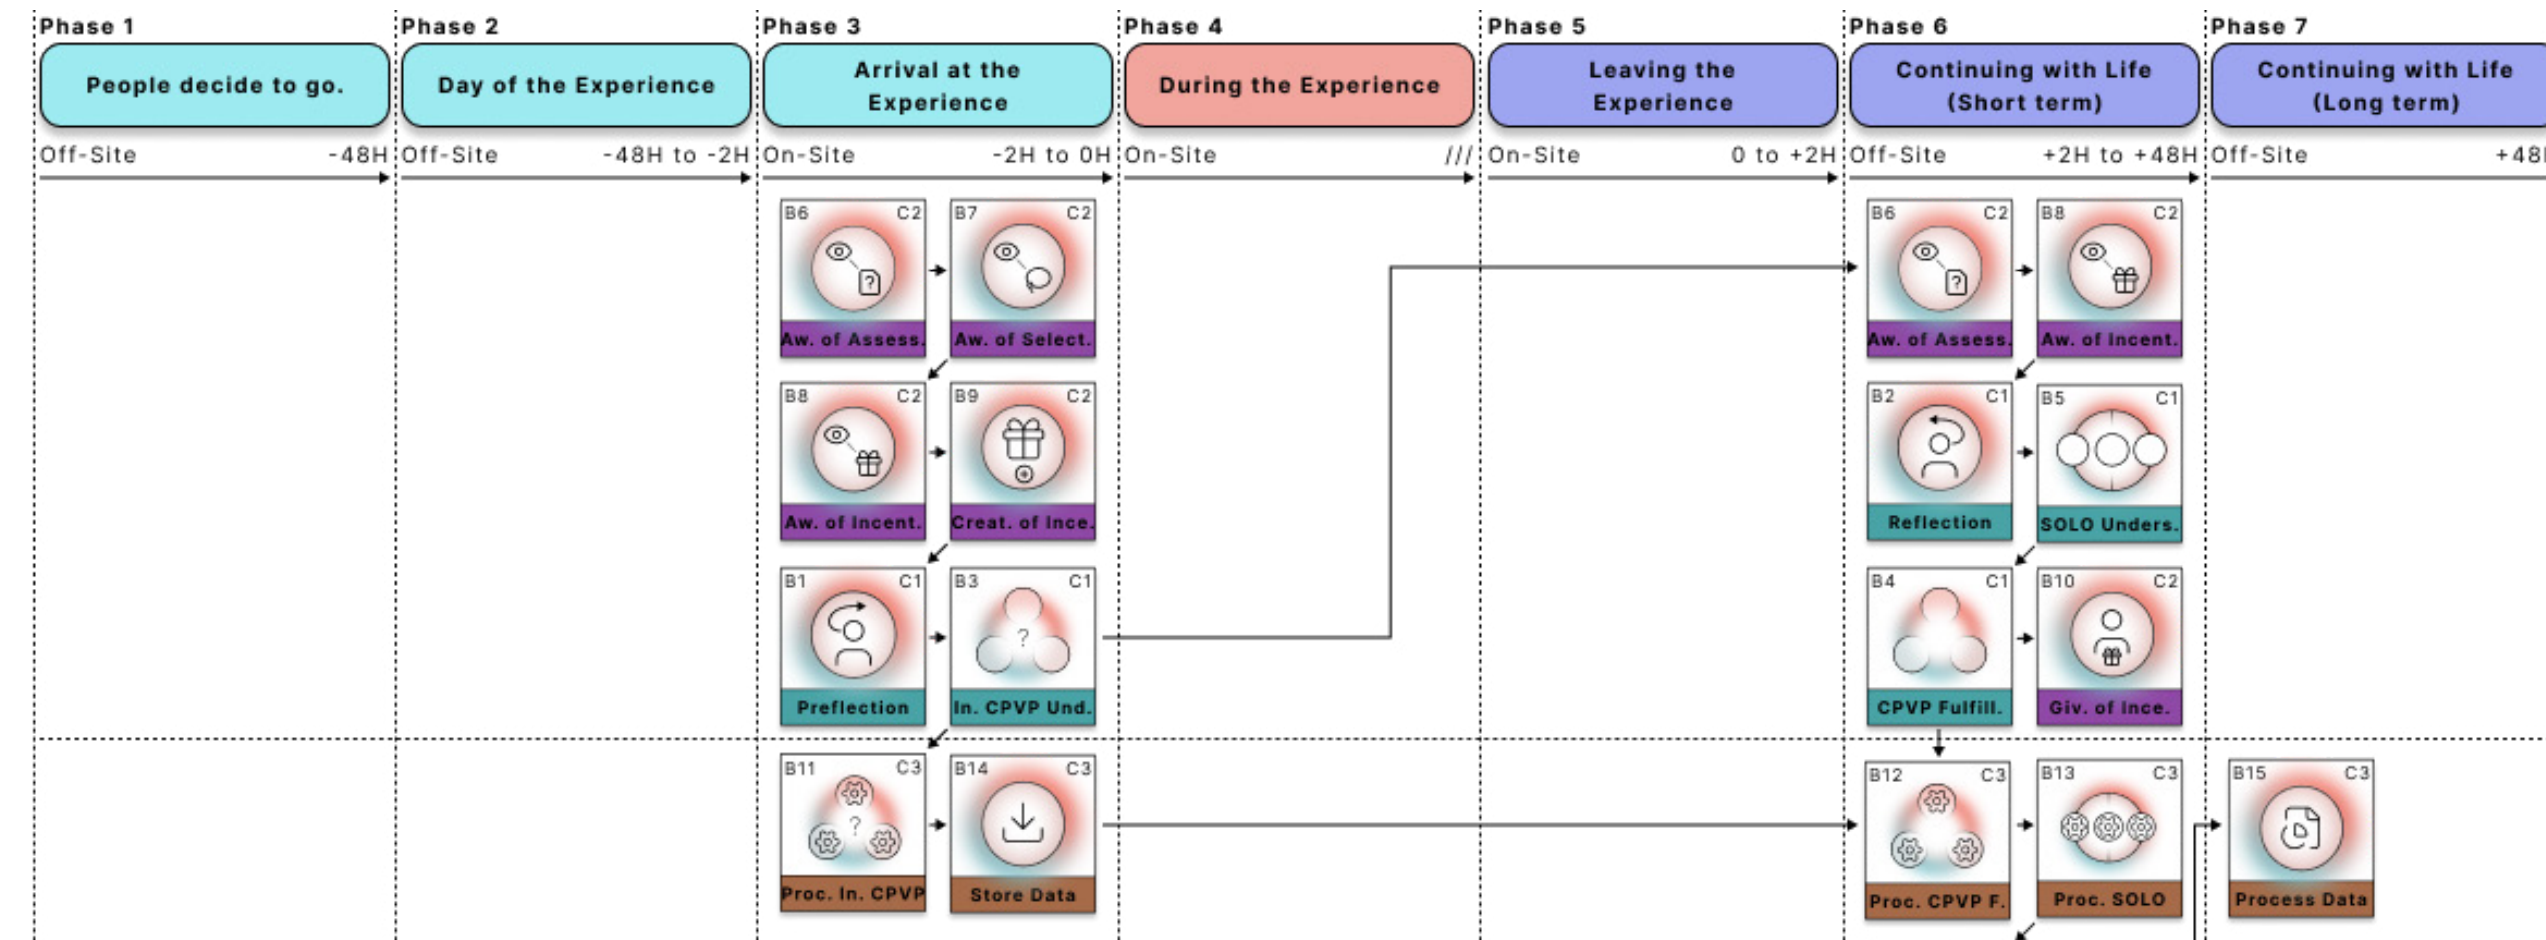 Phase 1
People decide to go.
Off-Site -48H
Phase 2
Day of the Experience
Off-Site -48H to -2H
Phase 3
Arrival at the
Experience
On-Site -2H to 0H
Phase 4
During the Experience
On-Site ///
Phase 5
Leaving the
Experience
On-Site 0 to +2H
Phase 6
Continuing with Life
(Short term)
Off-Site +2H to +48H
Phase 7
Continuing with Life
(Long term)
Off-Site +48H
B6 C2
Aw. of Assess.
B7 C2
Aw. of Select.
B8 C2
Aw. of Incent.
B9 C2
Creat. of Ince.
B1 C1
Preflection
B3 C1
?
In. CPVP Und.
B11 C3
?
Proc. In. CPVP
B14 C3
Store Data
B6 C2
?
Aw. of Assess.
B8 C2
Aw. of Incent.
B2 C1
Reflection
B5 C1
SOLO Unders.
B4 C1
CPVP Fulfill.
B10 C2
Giv. of Ince.
B12 C3
Proc. CPVP F.
B13 C3
Proc. SOLO
B15 C3
Process Data